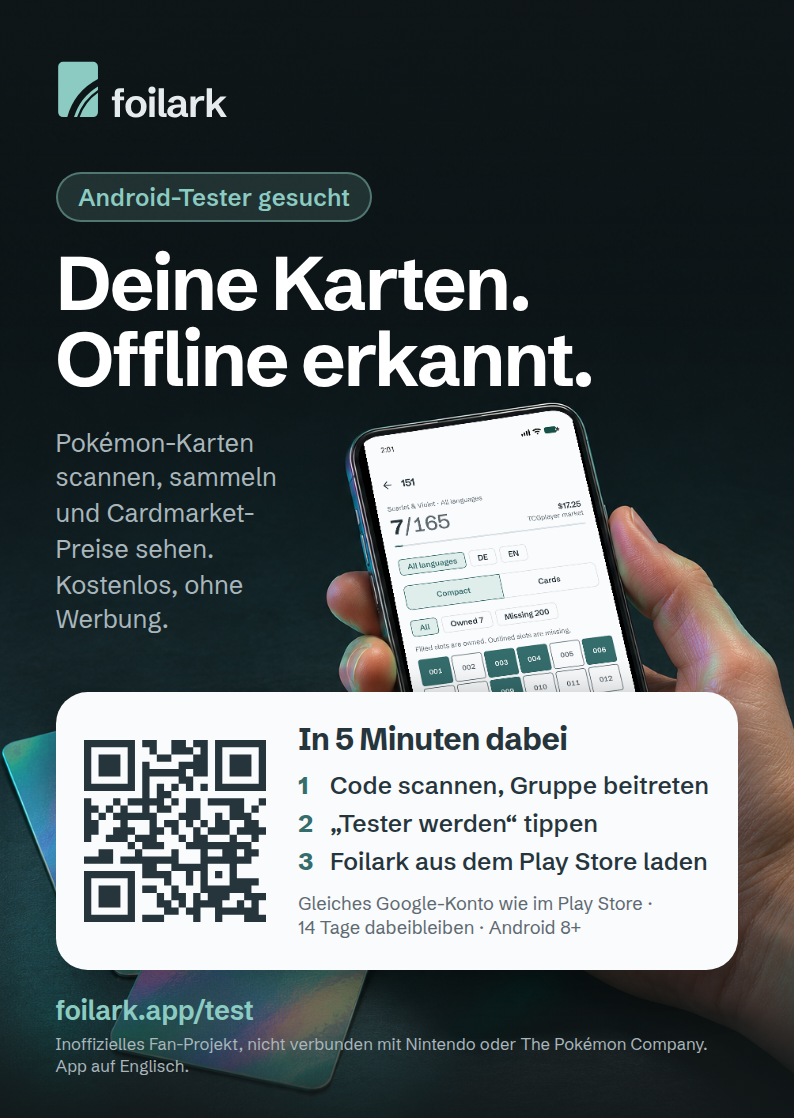 foilark
Android-Tester gesucht
Deine Karten.
Offline erkannt.
Pokémon-Karten
scannen, sammeln
und Cardmarket-
Preise sehen.
Kostenlos, ohne
Werbung.
2:01
← 151
Scarlet & Violet · All languages
7/165
$17.25
TCGplayer market
All languages DE EN
Compact Cards
All Owned 7 Missing 200
Filled slots are owned. Outlined slots are missing.
001 002 003 004 005 006
009 010 011 012
In 5 Minuten dabei
1 Code scannen, Gruppe beitreten
2 „Tester werden“ tippen
3 Foilark aus dem Play Store laden
Gleiches Google-Konto wie im Play Store ·
14 Tage dabeibleiben · Android 8+
foilark.app/test
Inoffizielles Fan-Projekt, nicht verbunden mit Nintendo oder The Pokémon Company.
App auf Englisch.